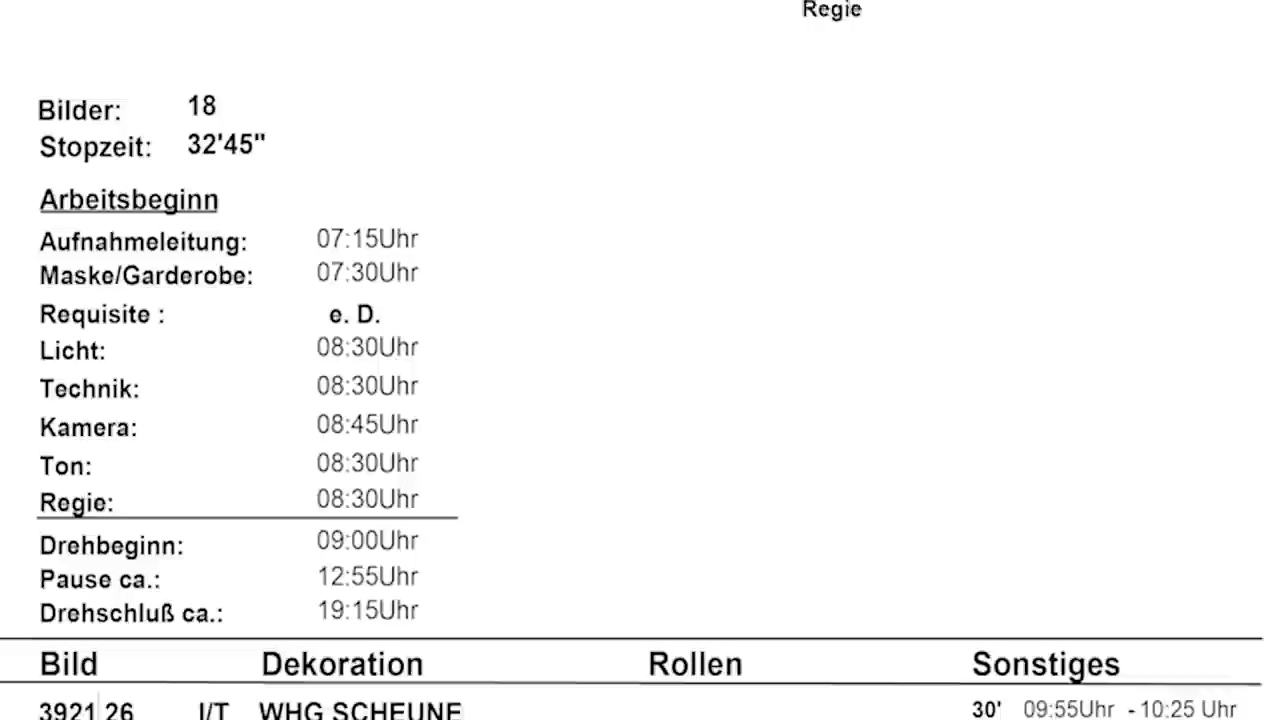 Regie
Bilder: 18
Stopzeit: 32'45"
Arbeitsbeginn
Aufnahmeleitung: 07:15Uhr
Maske/Garderobe: 07:30Uhr
Requisite : e. D.
Licht: 08:30Uhr
Technik: 08:30Uhr
Kamera: 08:45Uhr
Ton: 08:30Uhr
Regie: 08:30Uhr
Drehbeginn: 09:00Uhr
Pause ca.: 12:55Uhr
Drehschluß ca.: 19:15Uhr
Bild Dekoration Rollen Sonstiges
3921 26 I/T WHG SCHEUNE 30' 09:55Uhr - 10:25 Uhr